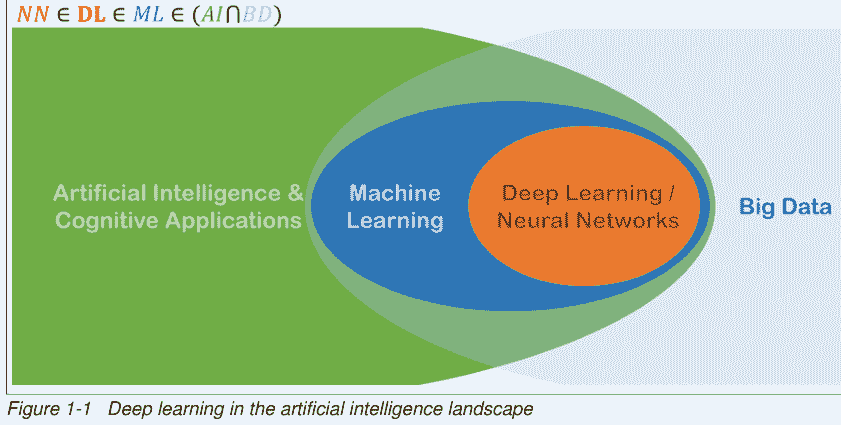 NN ∈ DL ∈ ML ∈ (AI⋂BD)
Artificial Intelligence &
Cognitive Applications
Machine
Learning
Deep Learning /
Neural Networks
Big Data
Figure 1-1 Deep learning in the artificial intelligence landscape